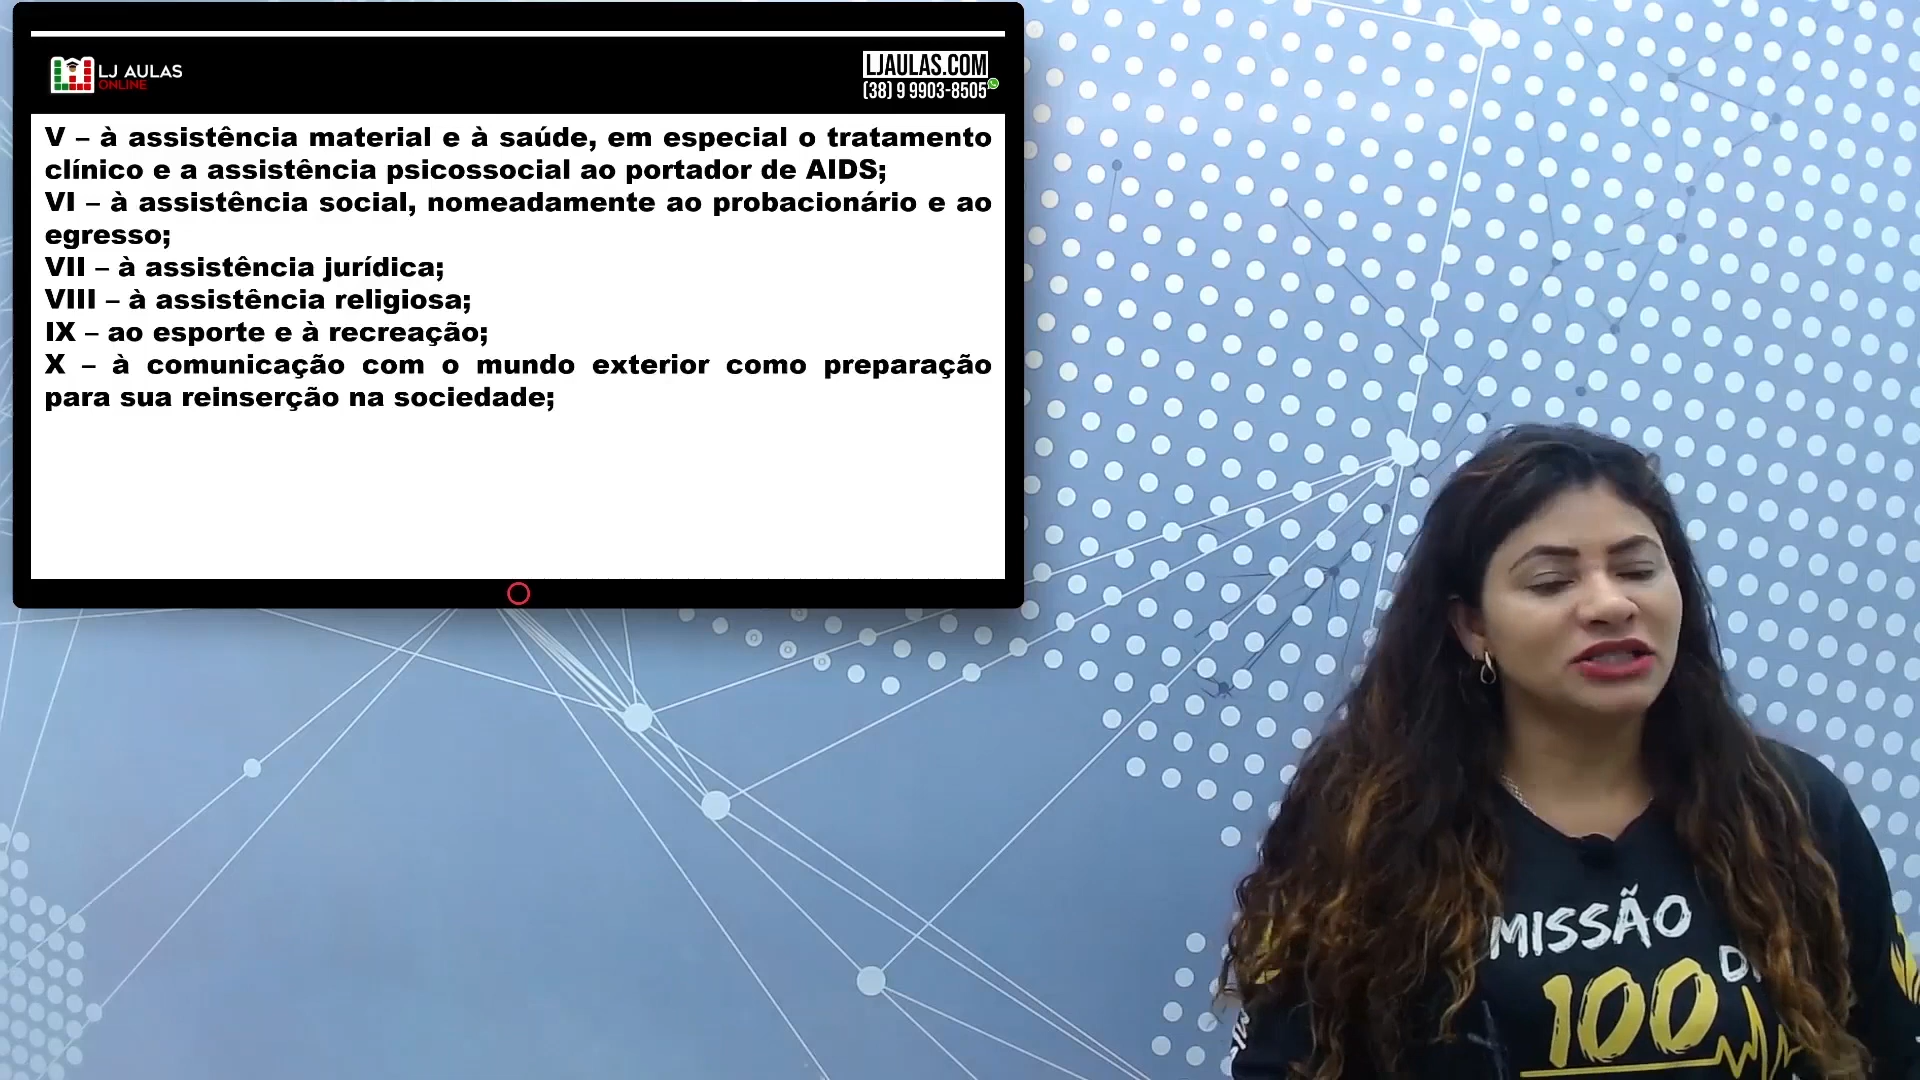 LJ AULAS
ONLINE
LJAULAS.COM
(38) 9 9903-8505
V – à assistência material e à saúde, em especial o tratamento
clínico e a assistência psicossocial ao portador de AIDS;
VI – à assistência social, nomeadamente ao probacionário e ao
egresso;
VII – à assistência jurídica;
VIII – à assistência religiosa;
IX – ao esporte e à recreação;
X – à comunicação com o mundo exterior como preparação
para sua reinserção na sociedade;
MISSÃO
100